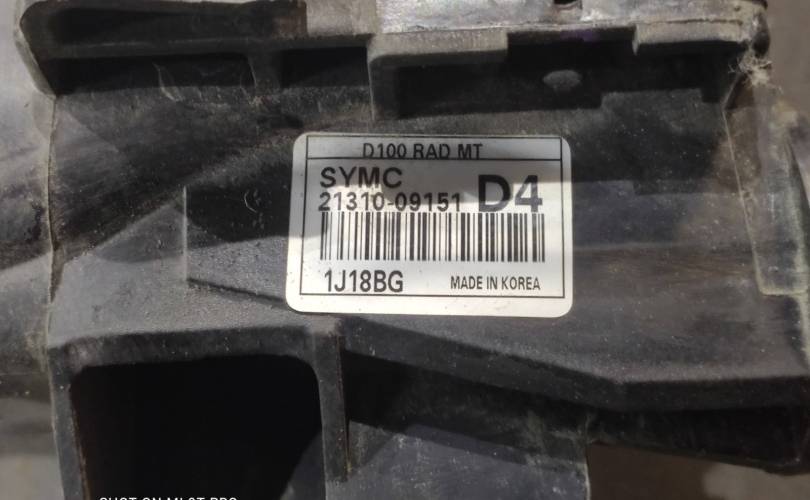 D100 RAD MT
SYMC
21310-09151 D4
1J18BG MADE IN KOREA